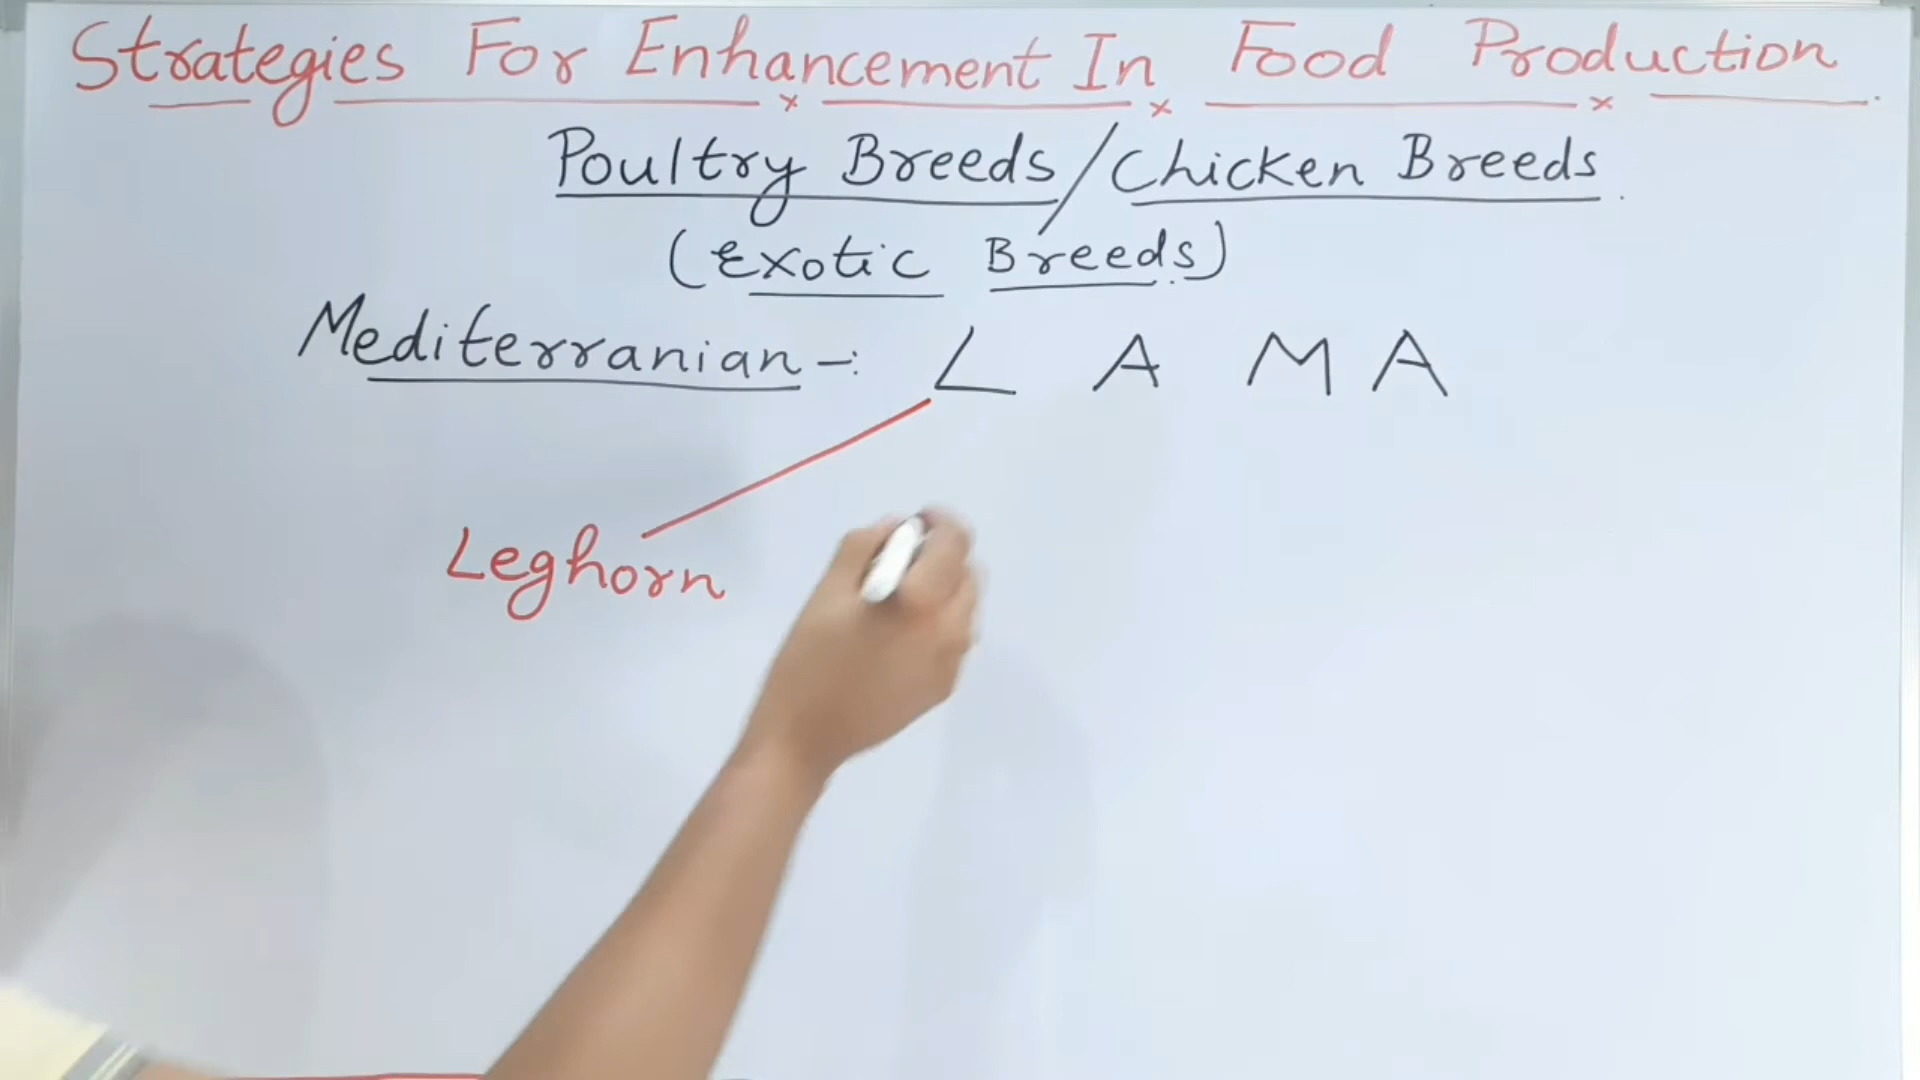 Strategies For Enhancement In Food Production
Poultry Breeds/Chicken Breeds
(Exotic Breeds)
Mediterranian -: L A M A
Leghorn